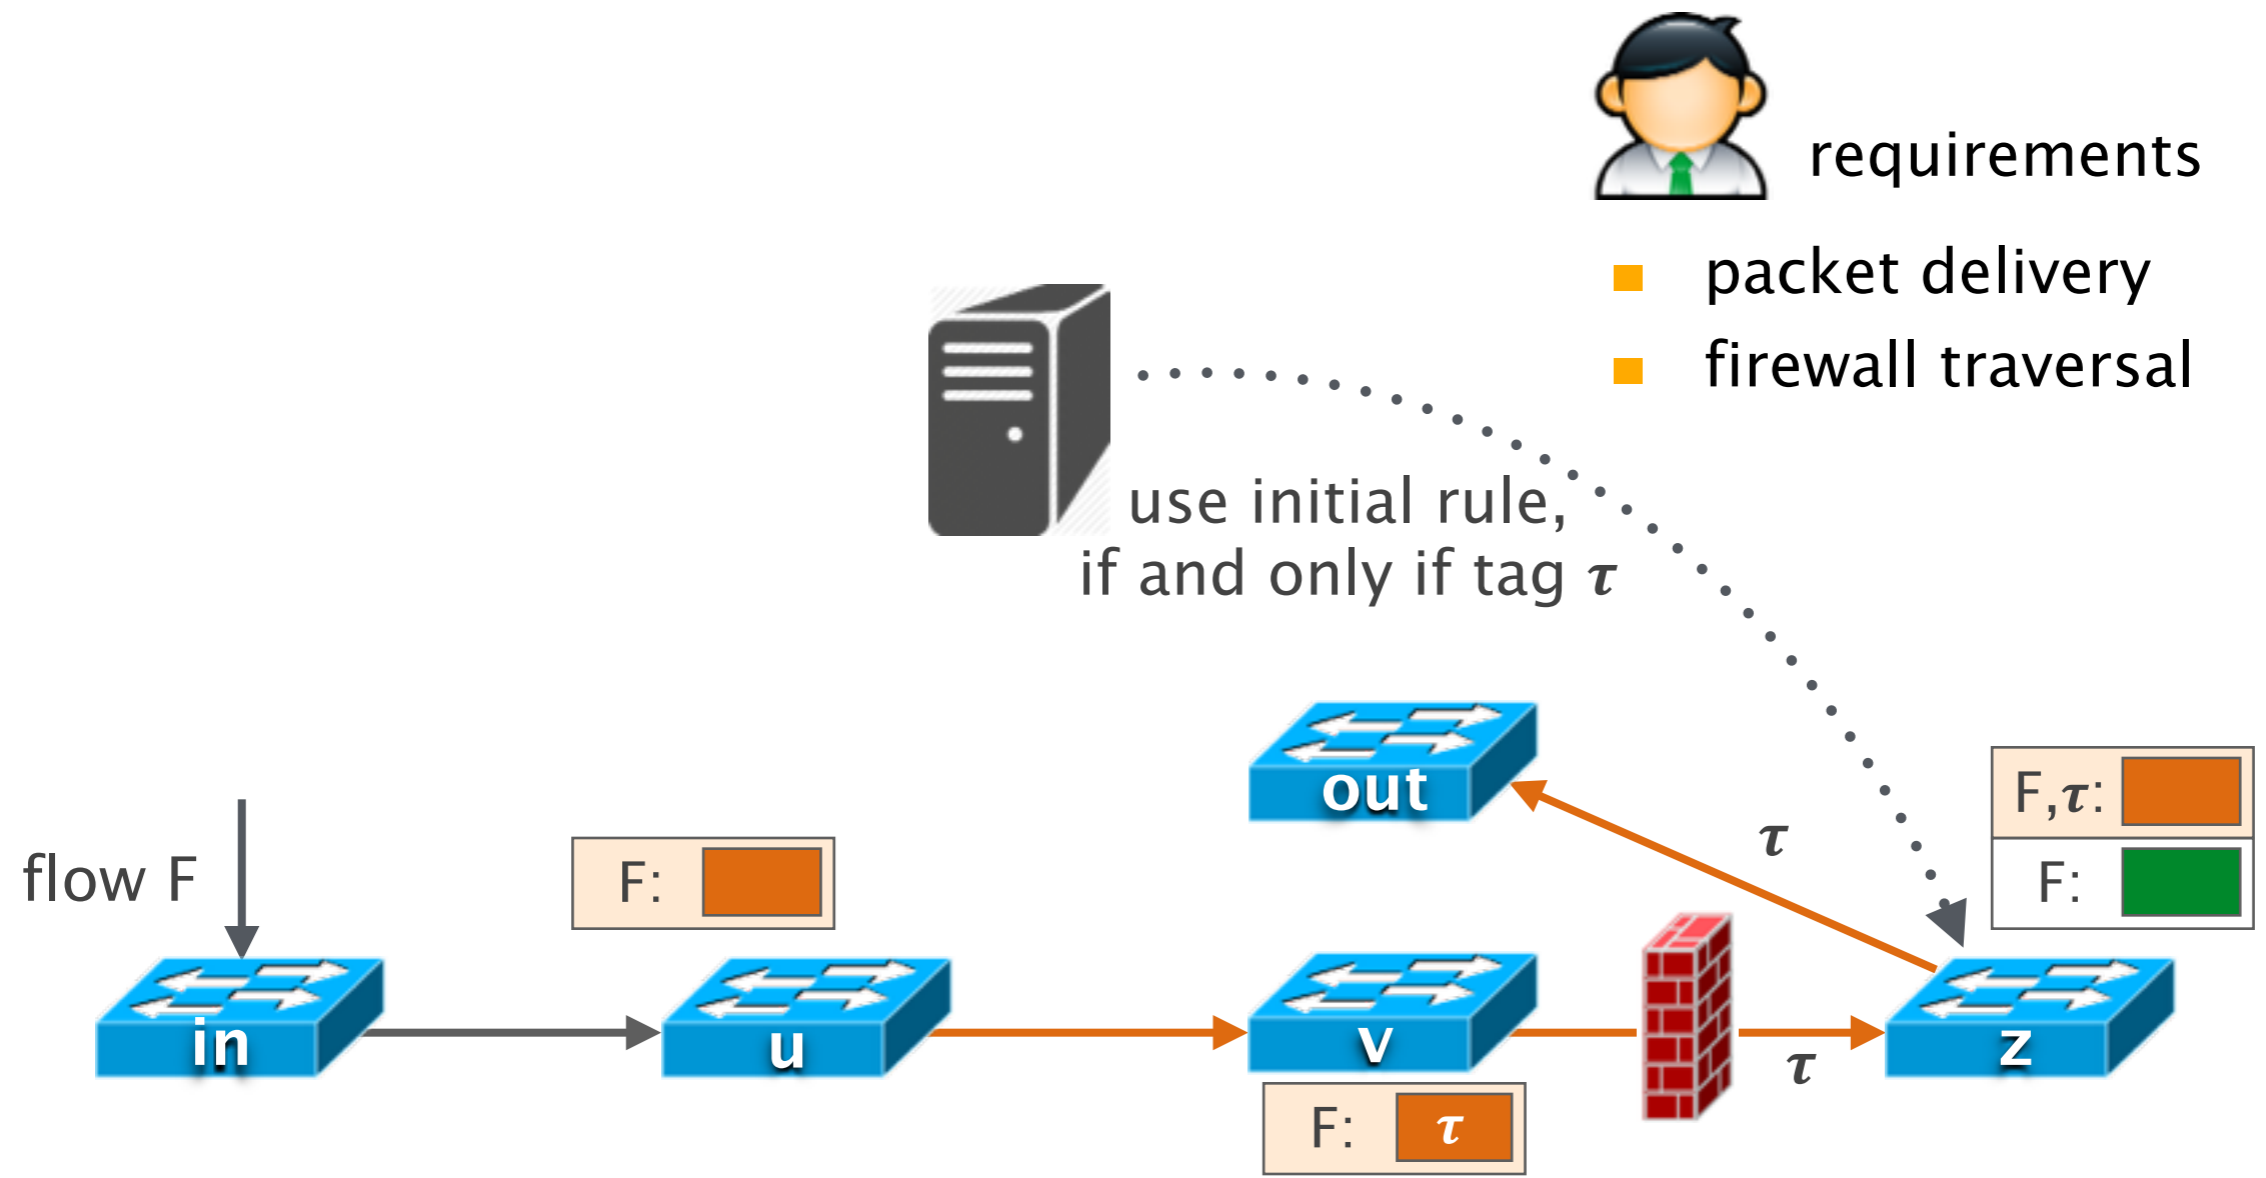 requirements
packet delivery
firewall traversal
use initial rule,
if and only if tag τ
out
F,τ:
τ
flow F
F:
F:
in
u
v
τ
z
F: τ